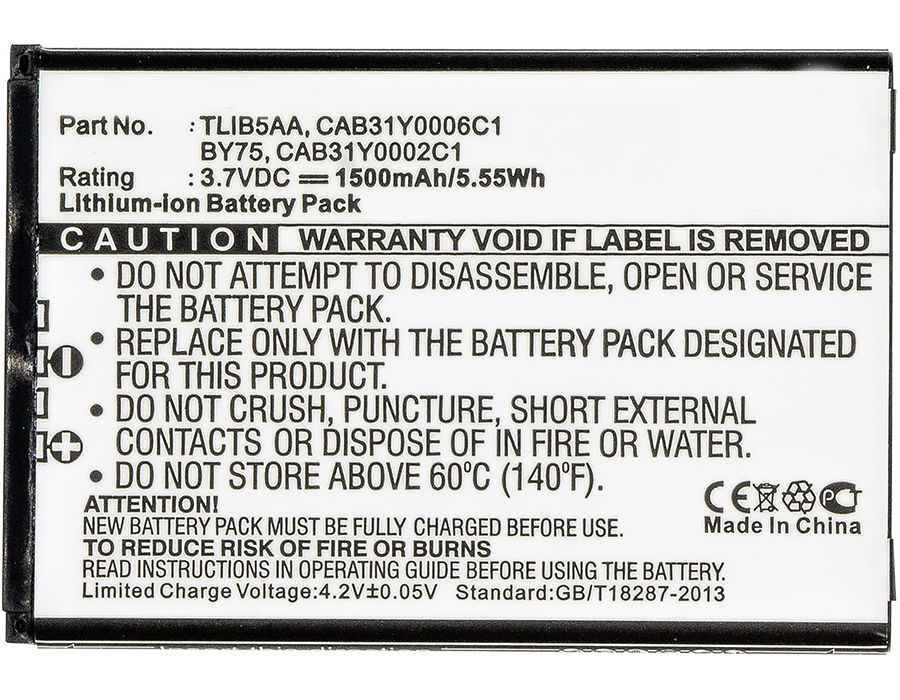 Part No. : TLIB5AA, CAB31Y0006C1
BY75, CAB31Y0002C1
Rating : 3.7VDC ⎓ 1500mAh/5.55Wh
Lithium-ion Battery Pack
CAUTION WARRANTY VOID IF LABEL IS REMOVED
• DO NOT ATTEMPT TO DISASSEMBLE, OPEN OR SERVICE
THE BATTERY PACK.
• REPLACE ONLY WITH THE BATTERY PACK DESIGNATED
FOR THIS PRODUCT.
• DO NOT CRUSH, PUNCTURE, SHORT EXTERNAL
CONTACTS OR DISPOSE OF IN FIRE OR WATER.
• DO NOT STORE ABOVE 60ºC (140ºF).
ATTENTION!
NEW BATTERY PACK MUST BE FULLY CHARGED BEFORE USE.
TO REDUCE RISK OF FIRE OR BURNS
READ INSTRUCTIONS IN OPERATING GUIDE BEFORE USING THE BATTERY.
Limited Charge Voltage:4.2V±0.05V Standard:GB/T18287-2013
CE PCT
Made In China